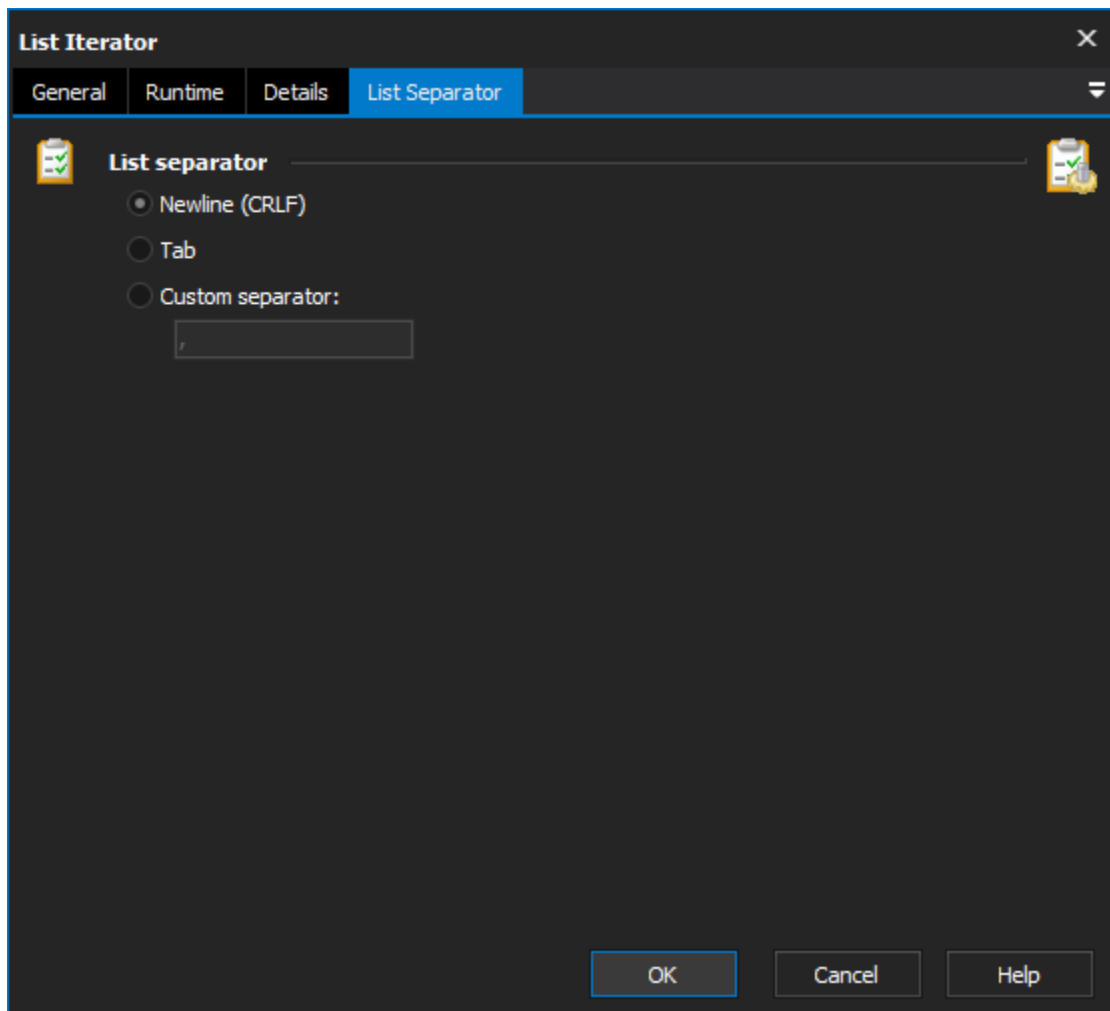 List Iterator
General Runtime Details List Separator
List separator
Newline (CRLF)
Tab
Custom separator:
,
OK Cancel Help